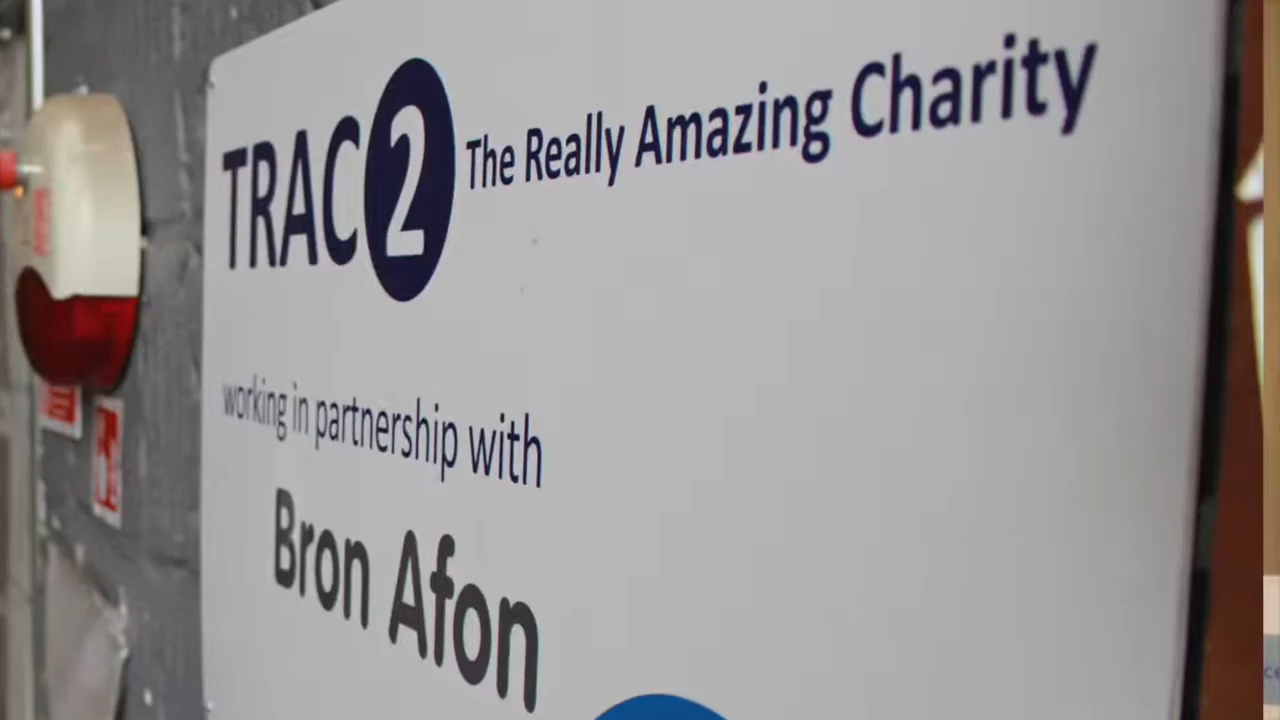 TRAC2 The Really Amazing Charity
working in partnership with
Bron Afon